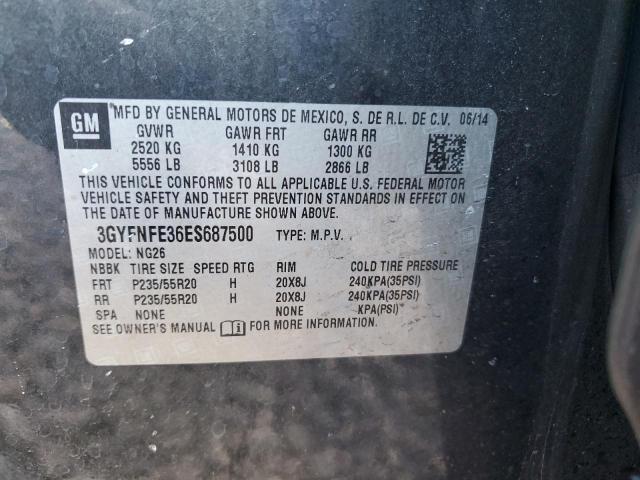 GM MFD BY GENERAL MOTORS DE MEXICO, S. DE R.L. DE C.V. 06/14
GVWR GAWR FRT GAWR RR
2520 KG 1410 KG 1300 KG
5556 LB 3108 LB 2866 LB
THIS VEHICLE CONFORMS TO ALL APPLICABLE U.S. FEDERAL MOTOR
VEHICLE SAFETY AND THEFT PREVENTION STANDARDS IN EFFECT ON
THE DATE OF MANUFACTURE SHOWN ABOVE.
3GYFNFE36ES687500 TYPE: M.P.V.
MODEL: NG26
NBBK TIRE SIZE SPEED RTG RIM COLD TIRE PRESSURE
FRT P235/55R20 H 20X8J 240KPA(35PSI)
RR P235/55R20 H 20X8J 240KPA(35PSI)
SPA NONE NONE KPA(PSI)
SEE OWNER'S MANUAL FOR MORE INFORMATION.